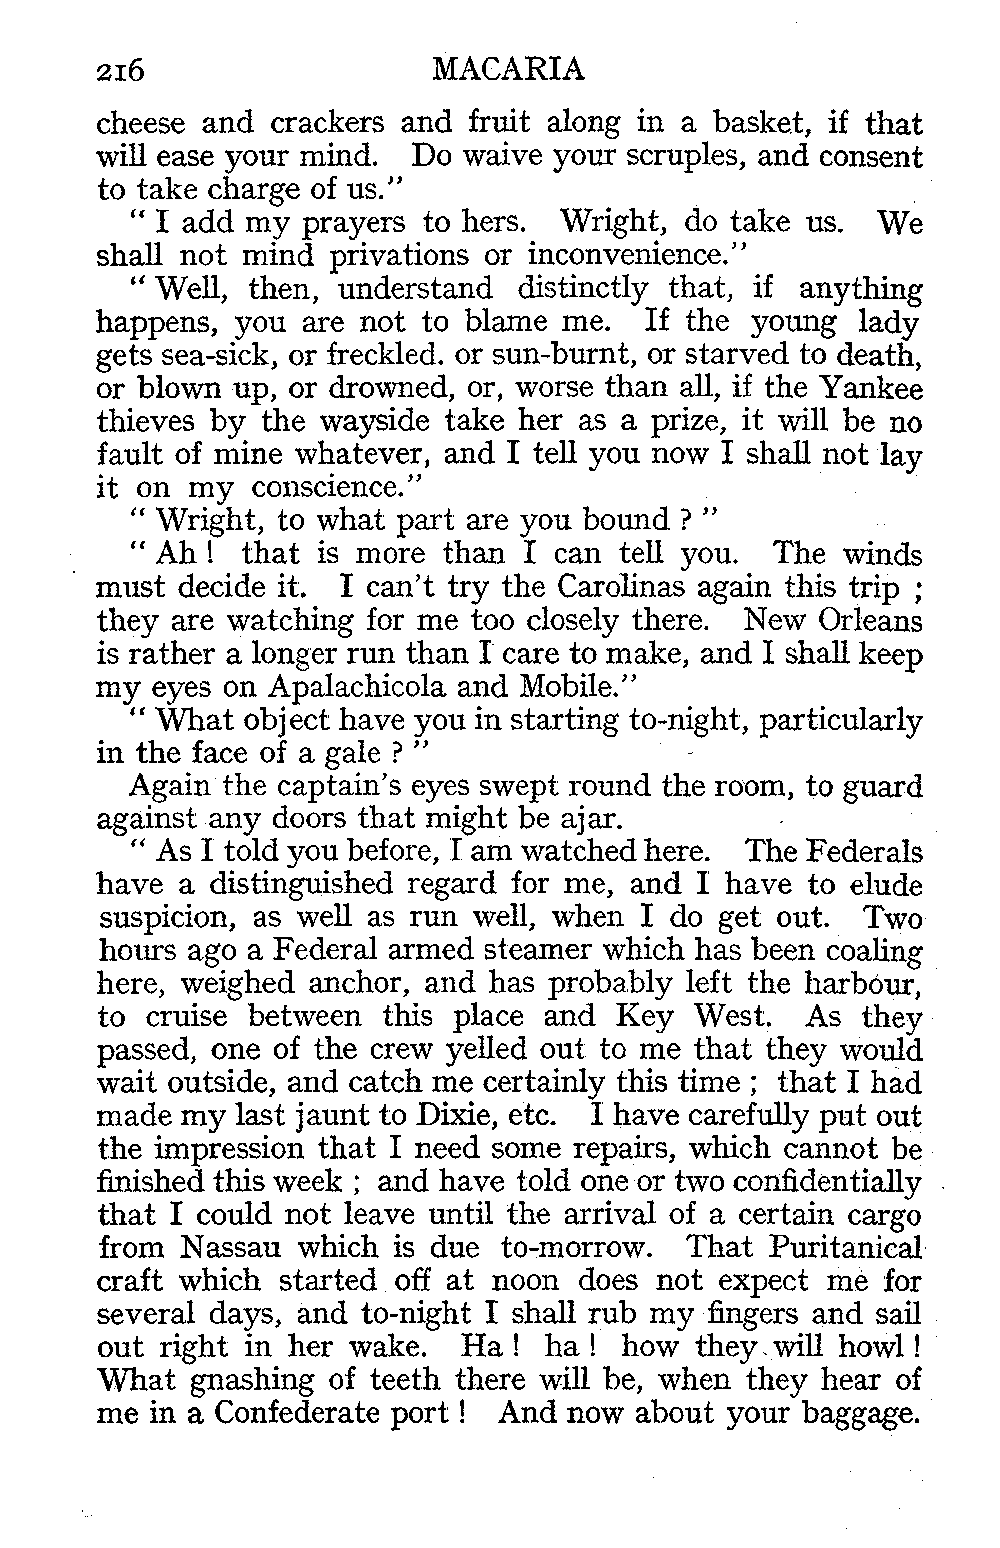 216 MACARIA
cheese and crackers and fruit along in a basket, if that
will ease your mind. Do waive your scruples, and consent
to take charge of us."
" I add my prayers to hers. Wright, do take us. We
shall not mind privations or inconvenience."
" Well, then, understand distinctly that, if anything
happens, you are not to blame me. If the young lady
gets sea-sick, or freckled. or sun-burnt, or starved to death,
or blown up, or drowned, or, worse than all, if the Yankee
thieves by the wayside take her as a prize, it will be no
fault of mine whatever, and I tell you now I shall not lay
it on my conscience."
" Wright, to what part are you bound ? "
" Ah ! that is more than I can tell you. The winds
must decide it. I can't try the Carolinas again this trip ;
they are watching for me too closely there. New Orleans
is rather a longer run than I care to make, and I shall keep
my eyes on Apalachicola and Mobile."
" What object have you in starting to-night, particularly
in the face of a gale ? "
Again the captain's eyes swept round the room, to guard
against any doors that might be ajar.
" As I told you before, I am watched here. The Federals
have a distinguished regard for me, and I have to elude
suspicion, as well as run well, when I do get out. Two
hours ago a Federal armed steamer which has been coaling
here, weighed anchor, and has probably left the harbour,
to cruise between this place and Key West. As they
passed, one of the crew yelled out to me that they would
wait outside, and catch me certainly this time ; that I had
made my last jaunt to Dixie, etc. I have carefully put out
the impression that I need some repairs, which cannot be
finished this week ; and have told one or two confidentially
that I could not leave until the arrival of a certain cargo
from Nassau which is due to-morrow. That Puritanical
craft which started off at noon does not expect me for
several days, and to-night I shall rub my fingers and sail
out right in her wake. Ha ! ha ! how they will howl !
What gnashing of teeth there will be, when they hear of
me in a Confederate port ! And now about your baggage.